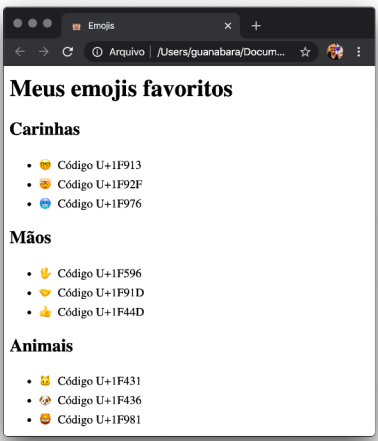 Emojis
Arquivo | /Users/guanabara/Docum...
Meus emojis favoritos
Carinhas
• 🤓 Código U+1F913
• 🤯 Código U+1F92F
• 🥶 Código U+1F976
Mãos
• 🖖 Código U+1F596
• 🤝 Código U+1F91D
• 👍 Código U+1F44D
Animais
• 🐱 Código U+1F431
• 🐶 Código U+1F436
• 🦁 Código U+1F981